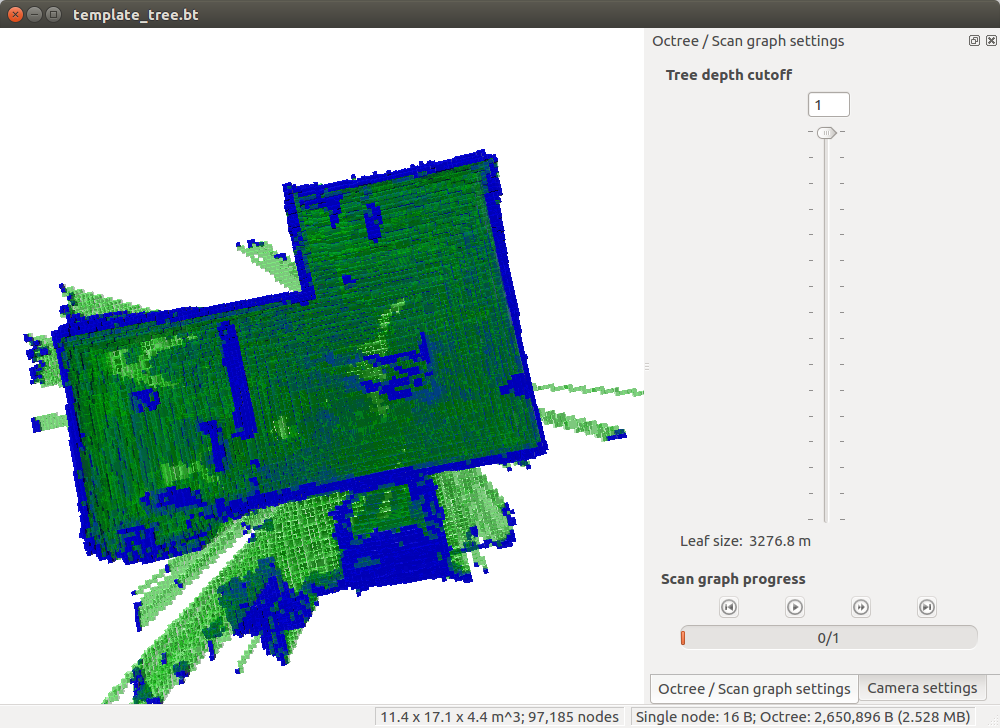 template_tree.bt
Octree / Scan graph settings
Tree depth cutoff
1
Leaf size: 3276.8 m
Scan graph progress
0/1
Octree / Scan graph settings
Camera settings
11.4 x 17.1 x 4.4 m^3; 97,185 nodes
Single node: 16 B; Octree: 2,650,896 B (2.528 MB)